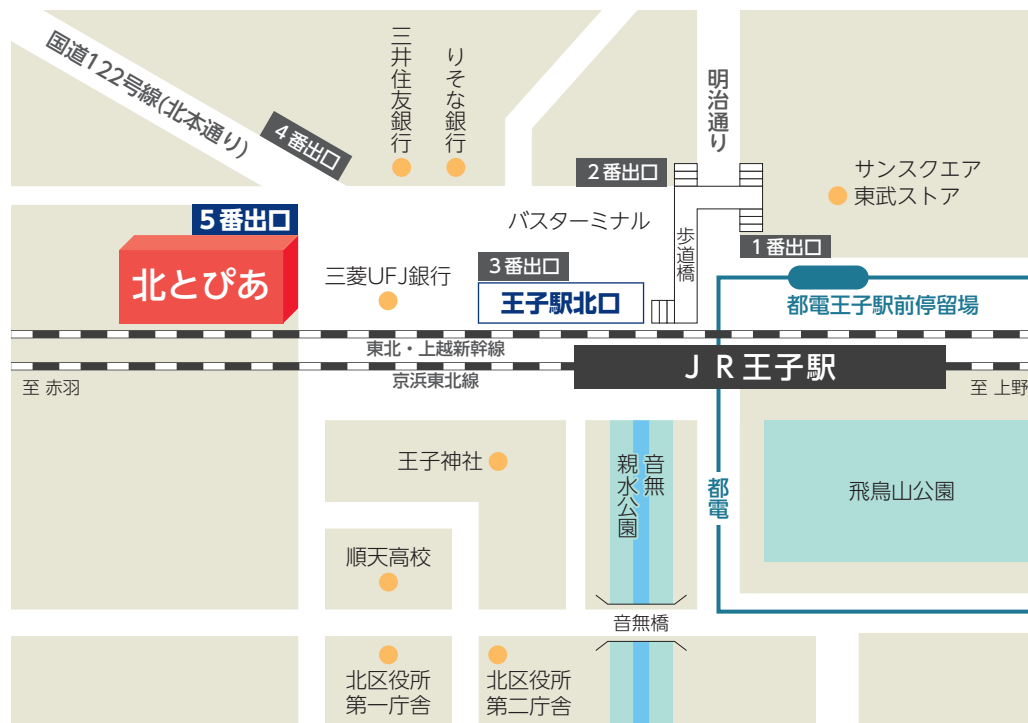 国道122号線(北本通り)
三井住友銀行
りそな銀行
明治通り
4番出口
2番出口
サンスクエア
東武ストア
5番出口
バスターミナル
歩道橋
1番出口
北とぴあ
三菱UFJ銀行
3番出口
王子駅北口
都電王子駅前停留場
東北・上越新幹線
JR王子駅
京浜東北線
至 赤羽
至 上野
王子神社
音無
親水公園
都電
飛鳥山公園
順天高校
音無橋
北区役所
第一庁舎
北区役所
第二庁舎